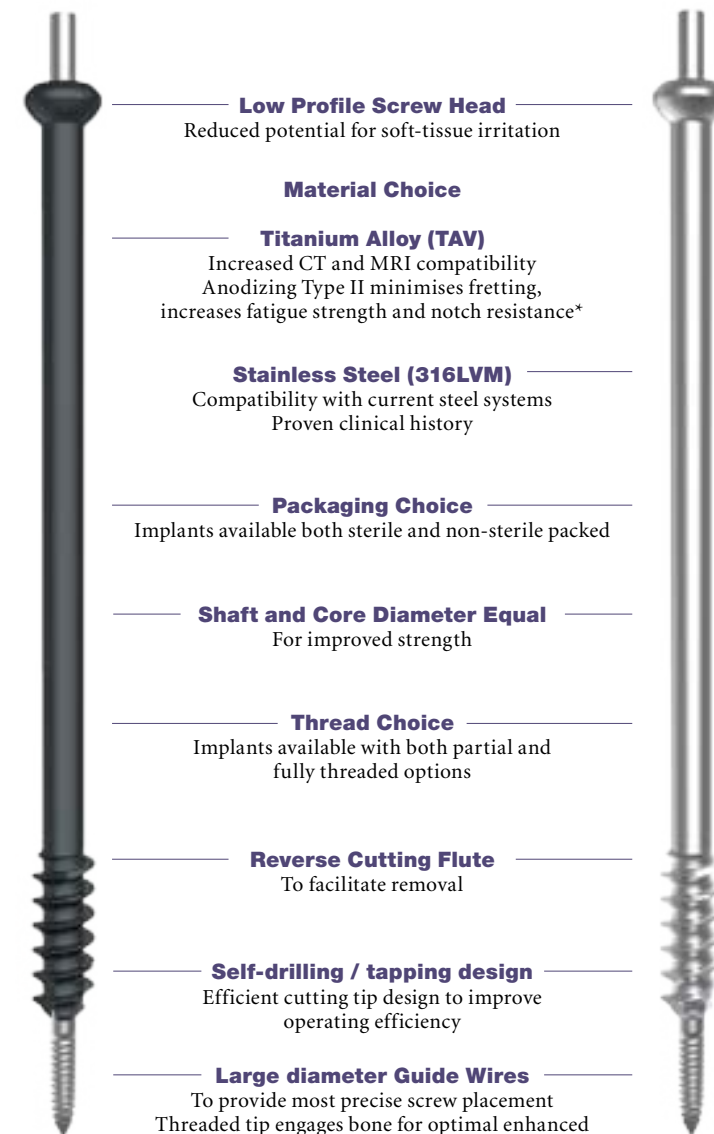 Low Profile Screw Head
Reduced potential for soft-tissue irritation
Material Choice
Titanium Alloy (TAV)
Increased CT and MRI compatibility
Anodizing Type II minimises fretting,
increases fatigue strength and notch resistance*
Stainless Steel (316LVM)
Compatibility with current steel systems
Proven clinical history
Packaging Choice
Implants available both sterile and non-sterile packed
Shaft and Core Diameter Equal
For improved strength
Thread Choice
Implants available with both partial and
fully threaded options
Reverse Cutting Flute
To facilitate removal
Self-drilling / tapping design
Efficient cutting tip design to improve
operating efficiency
Large diameter Guide Wires
To provide most precise screw placement
Threaded tip engages bone for optimal enhanced